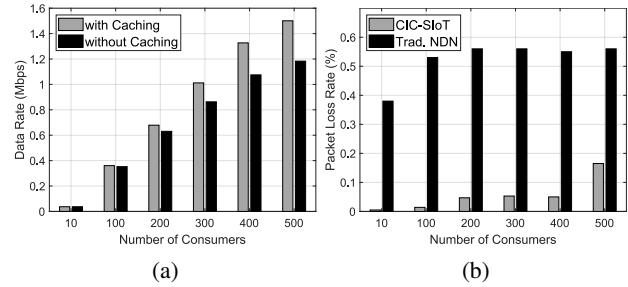 with Caching
without Caching
1.6
1.4
1.2
1
0.8
0.6
0.4
0.2
0
Data Rate (Mbps)
10 100 200 300 400 500
Number of Consumers
(a)
CIC-SIoT
Trad. NDN
0.6
0.5
0.4
0.3
0.2
0.1
0
Packet Loss Rate (%)
10 100 200 300 400 500
Number of Consumers
(b)